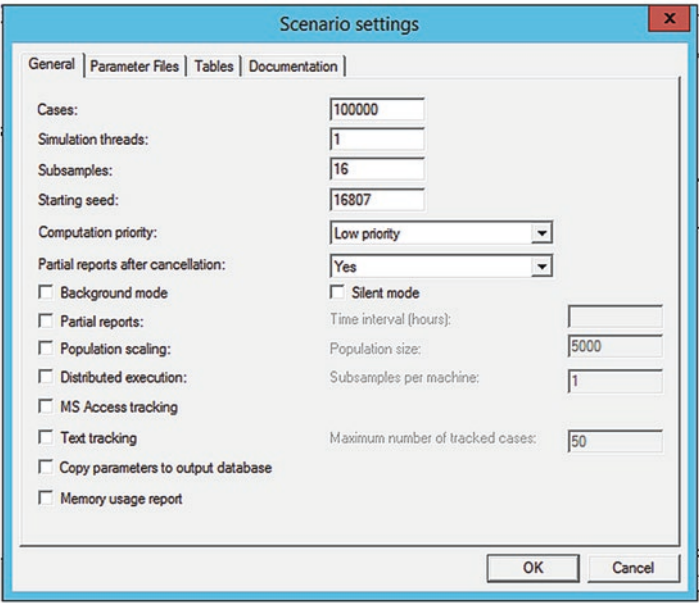 Scenario settings
x
General Parameter Files Tables Documentation
Cases: 100000
Simulation threads: 1
Subsamples: 16
Starting seed: 16807
Computation priority: Low priority
Partial reports after cancellation: Yes
Background mode Silent mode
Partial reports: Time interval (hours):
Population scaling: Population size: 5000
Distributed execution: Subsamples per machine: 1
MS Access tracking
Text tracking Maximum number of tracked cases: 50
Copy parameters to output database
Memory usage report
OK Cancel